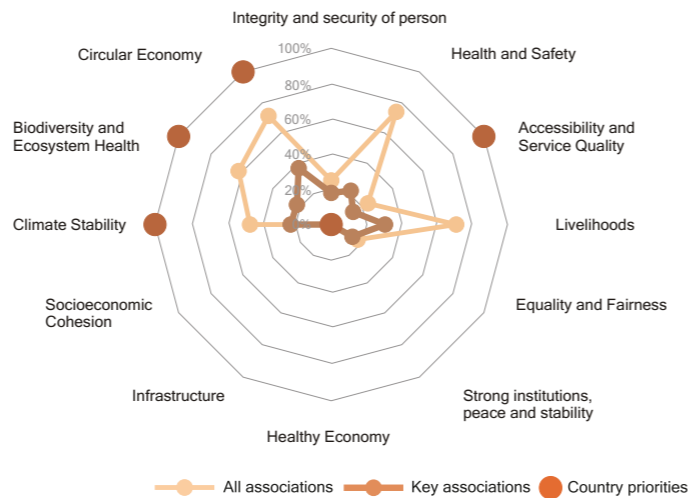 Integrity and security of person
100%
Circular Economy
Health and Safety
80%
60%
Biodiversity and
Ecosystem Health
Accessibility and
Service Quality
40%
20%
Climate Stability
%
Livelihoods
Socioeconomic
Cohesion
Equality and Fairness
Infrastructure
Strong institutions,
peace and stability
Healthy Economy
All associations
Key associations
Country priorities